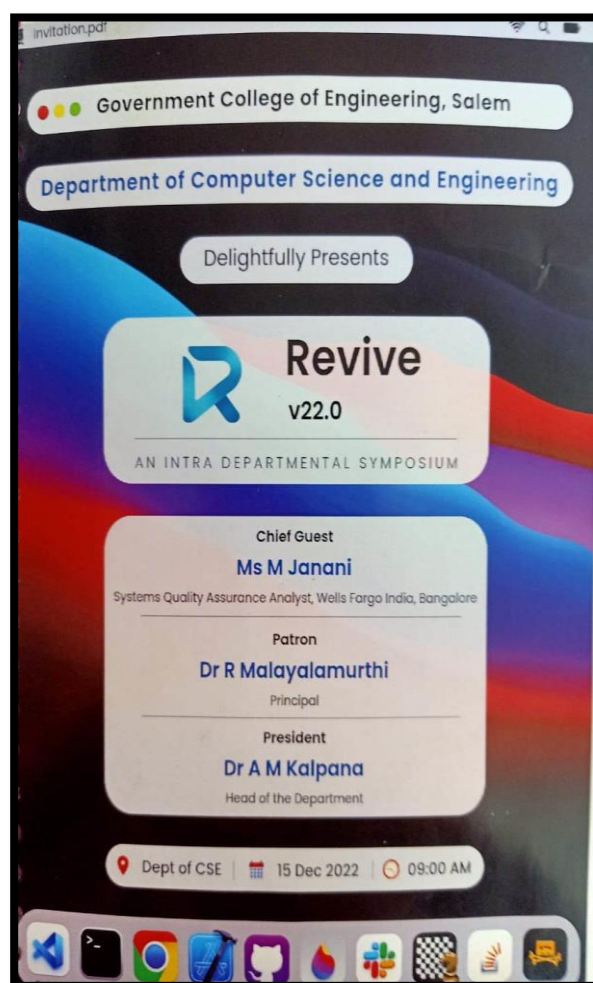 invitation.pdf
Government College of Engineering, Salem
Department of Computer Science and Engineering
Delightfully Presents
Revive
v22.0
AN INTRA DEPARTMENTAL SYMPOSIUM
Chief Guest
Ms M Janani
Systems Quality Assurance Analyst, Wells Fargo India, Bangalore
Patron
Dr R Malayalamurthi
Principal
President
Dr A M Kalpana
Head of the Department
Dept of CSE | 15 Dec 2022 | 09:00 AM
>_